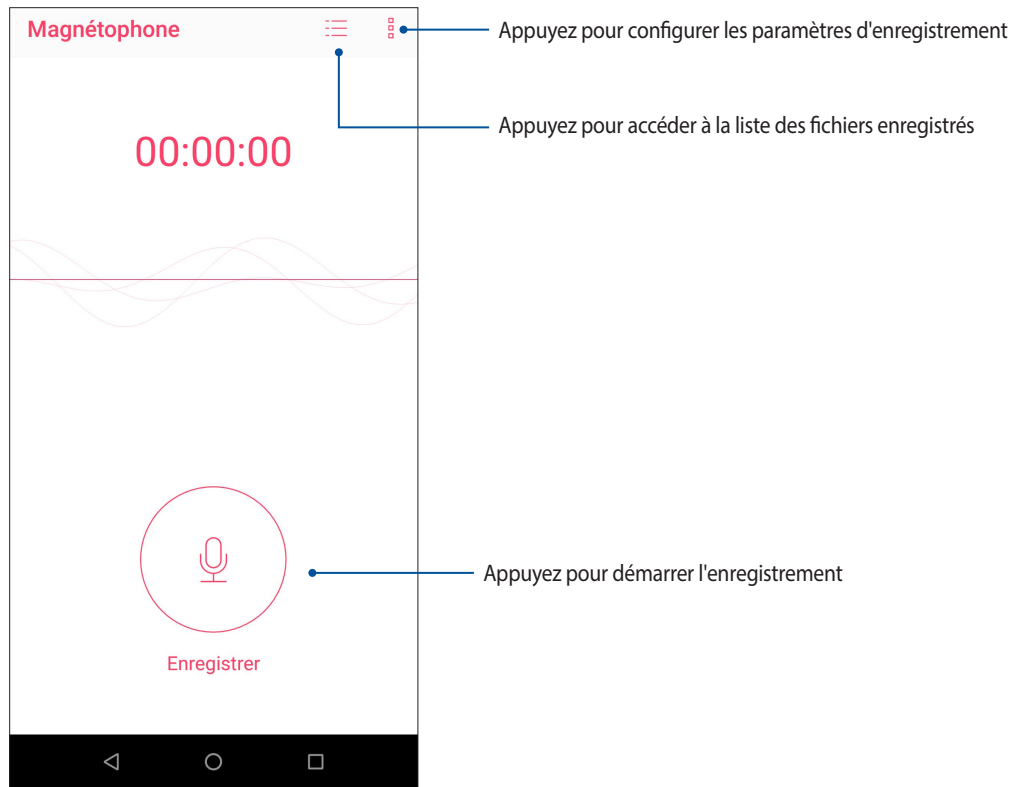 Magnétophone
Appuyez pour configurer les paramètres d'enregistrement
Appuyez pour accéder à la liste des fichiers enregistrés
00:00:00
Appuyez pour démarrer l'enregistrement
Enregistrer